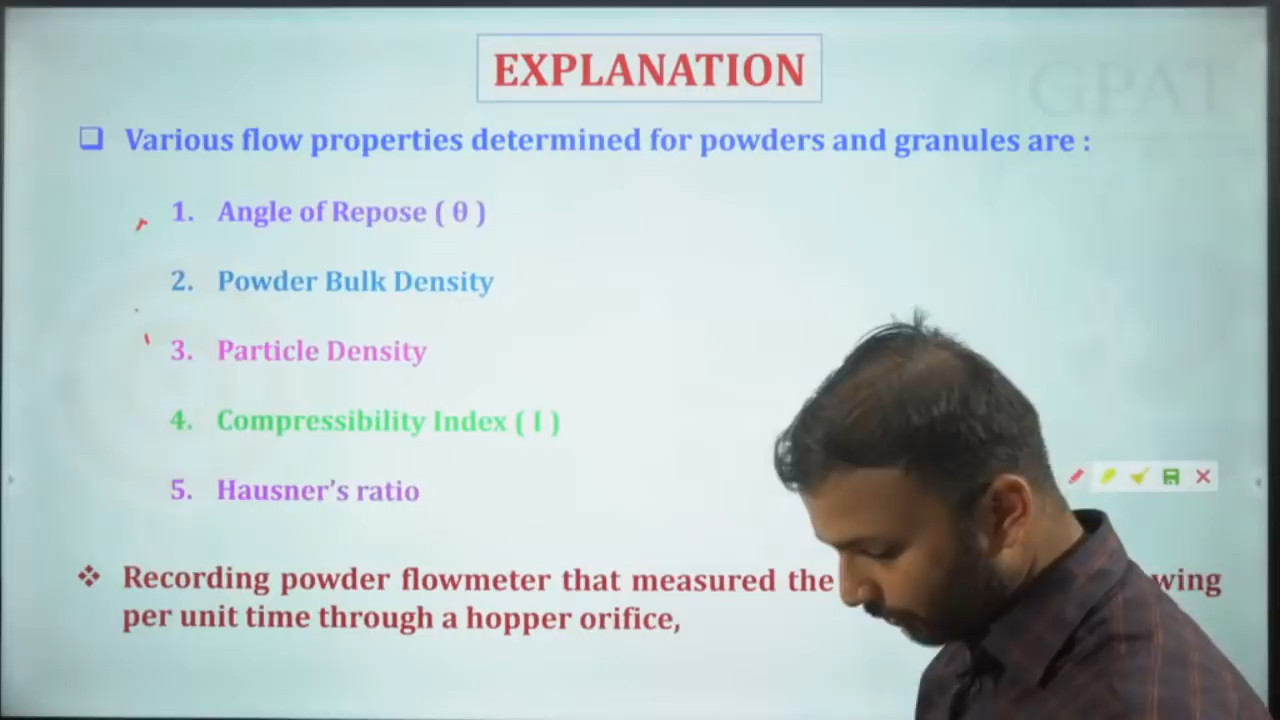 EXPLANATION
GPAT
Various flow properties determined for powders and granules are :
1. Angle of Repose ( θ )
2. Powder Bulk Density
3. Particle Density
4. Compressibility Index ( I )
5. Hausner’s ratio
Recording powder flowmeter that measured the
per unit time through a hopper orifice,